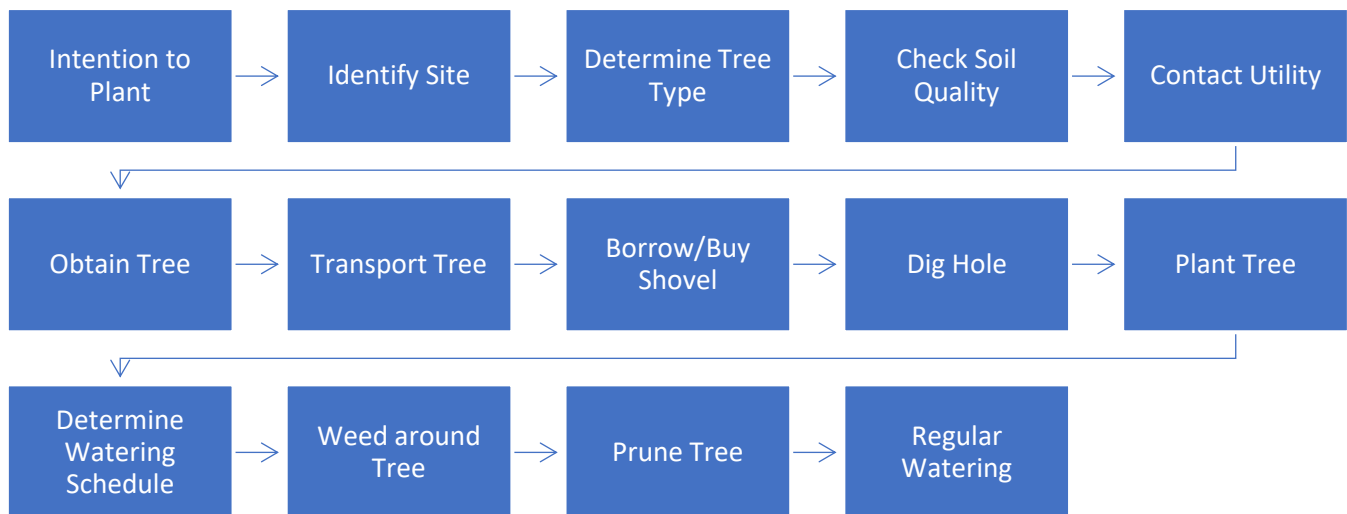 Intention to
Plant
Identify Site
Determine Tree
Type
Check Soil
Quality
Contact Utility
Obtain Tree
Transport Tree
Borrow/Buy
Shovel
Dig Hole
Plant Tree
Determine
Watering
Schedule
Weed around
Tree
Prune Tree
Regular
Watering